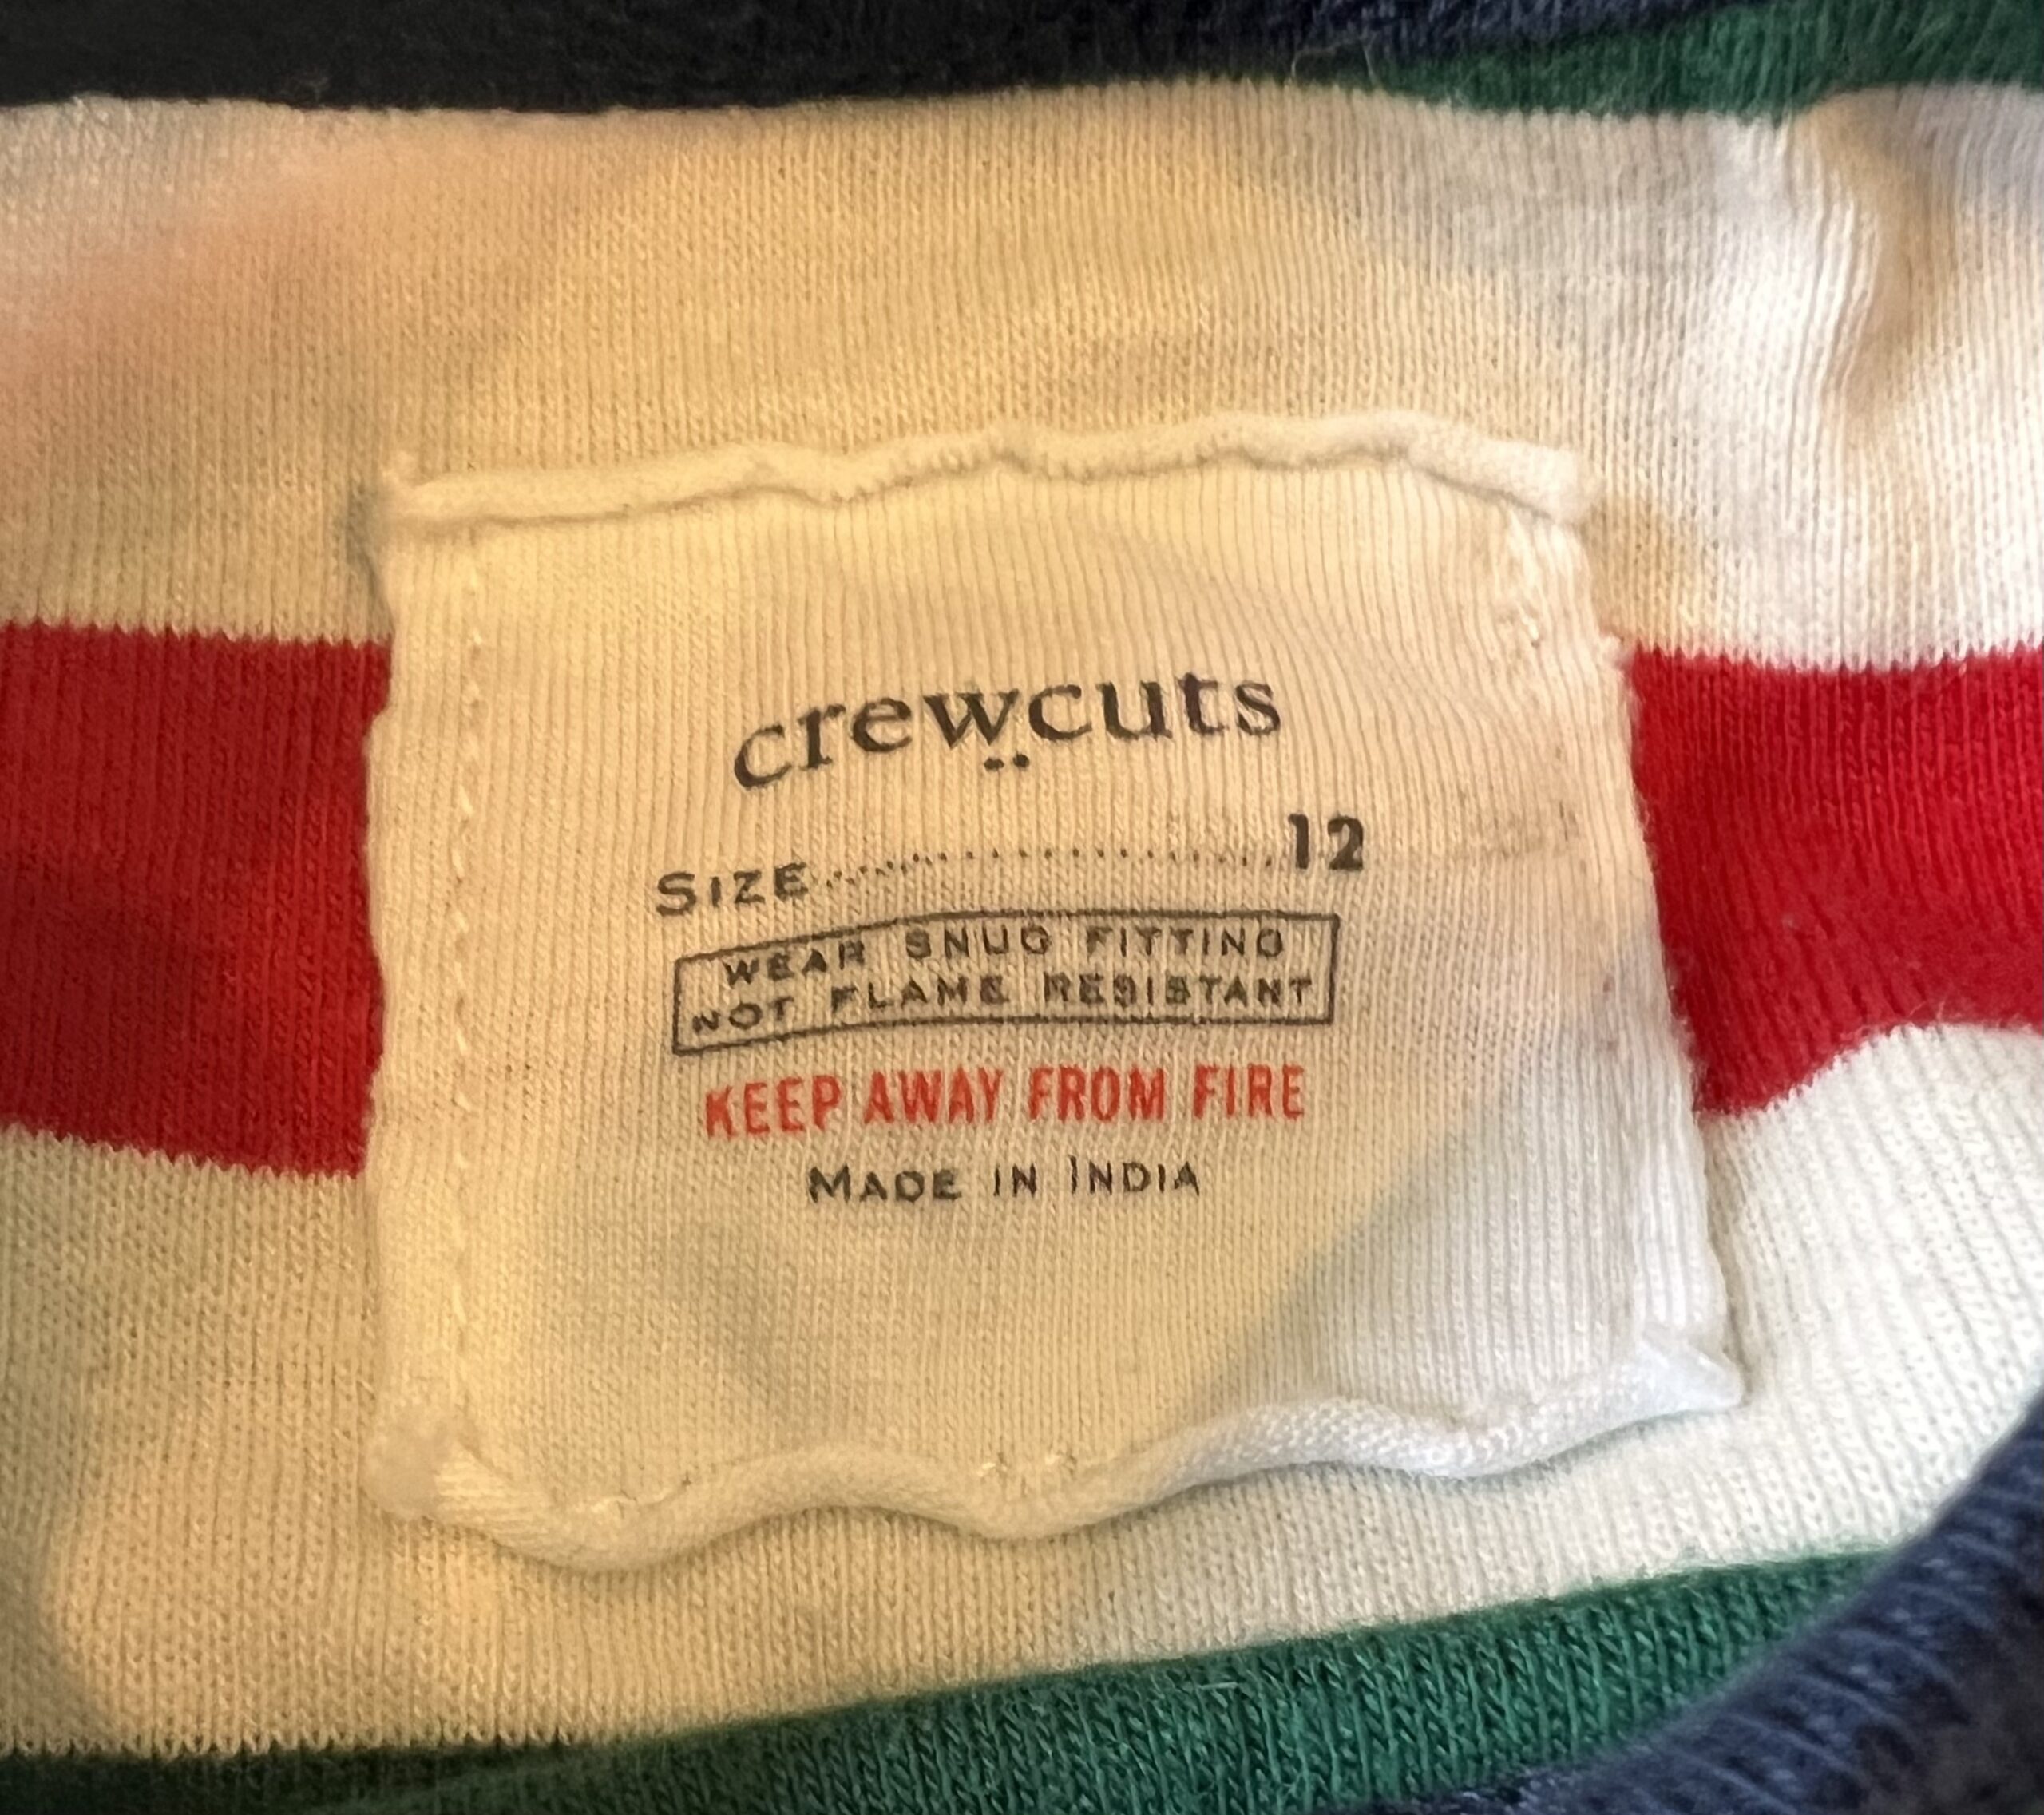 crewcuts
SIZE....................12
WEAR SNUG FITTING
NOT FLAME RESISTANT
KEEP AWAY FROM FIRE
MADE IN INDIA